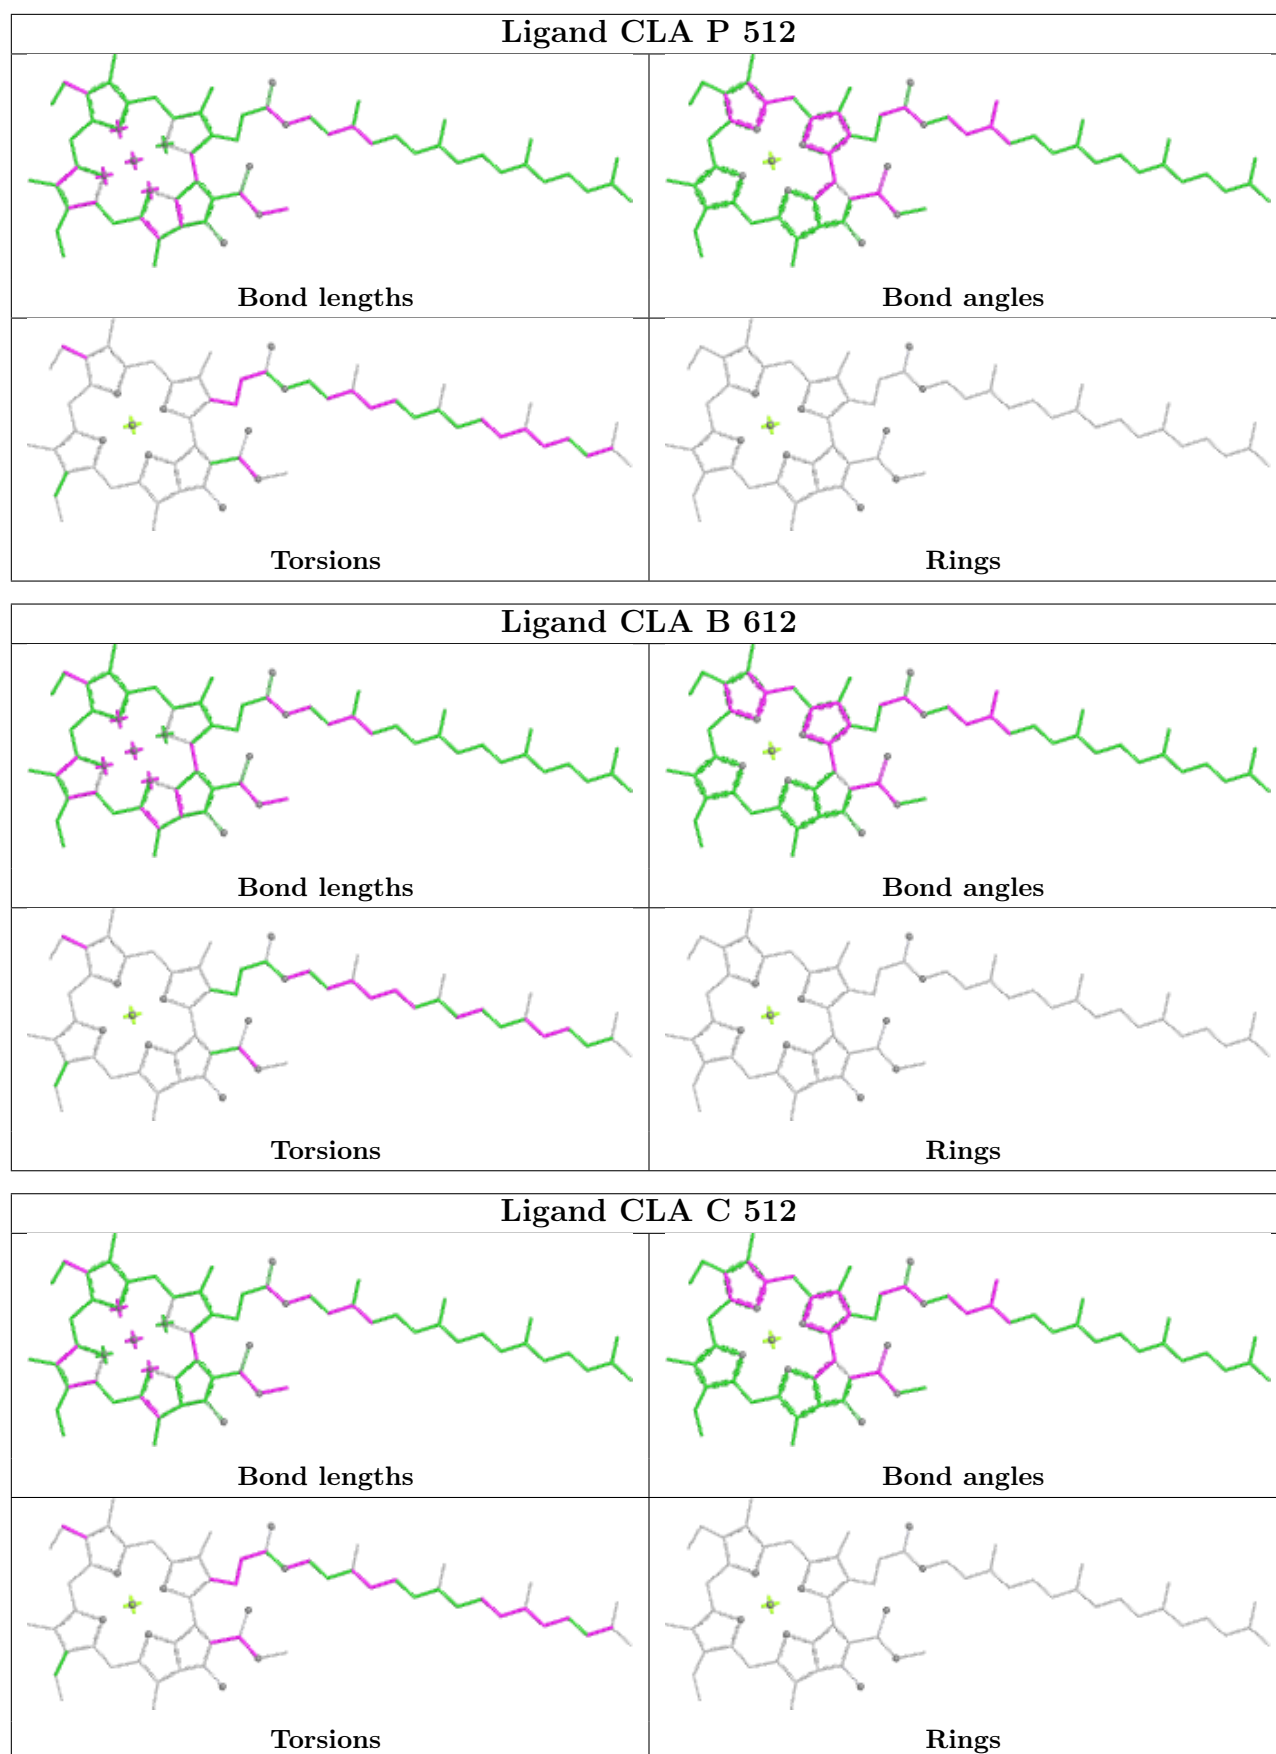 Ligand CLA P 512
Bond lengths
Bond angles
Torsions
Rings
Ligand CLA B 612
Bond lengths
Bond angles
Torsions
Rings
Ligand CLA C 512
Bond lengths
Bond angles
Torsions
Rings